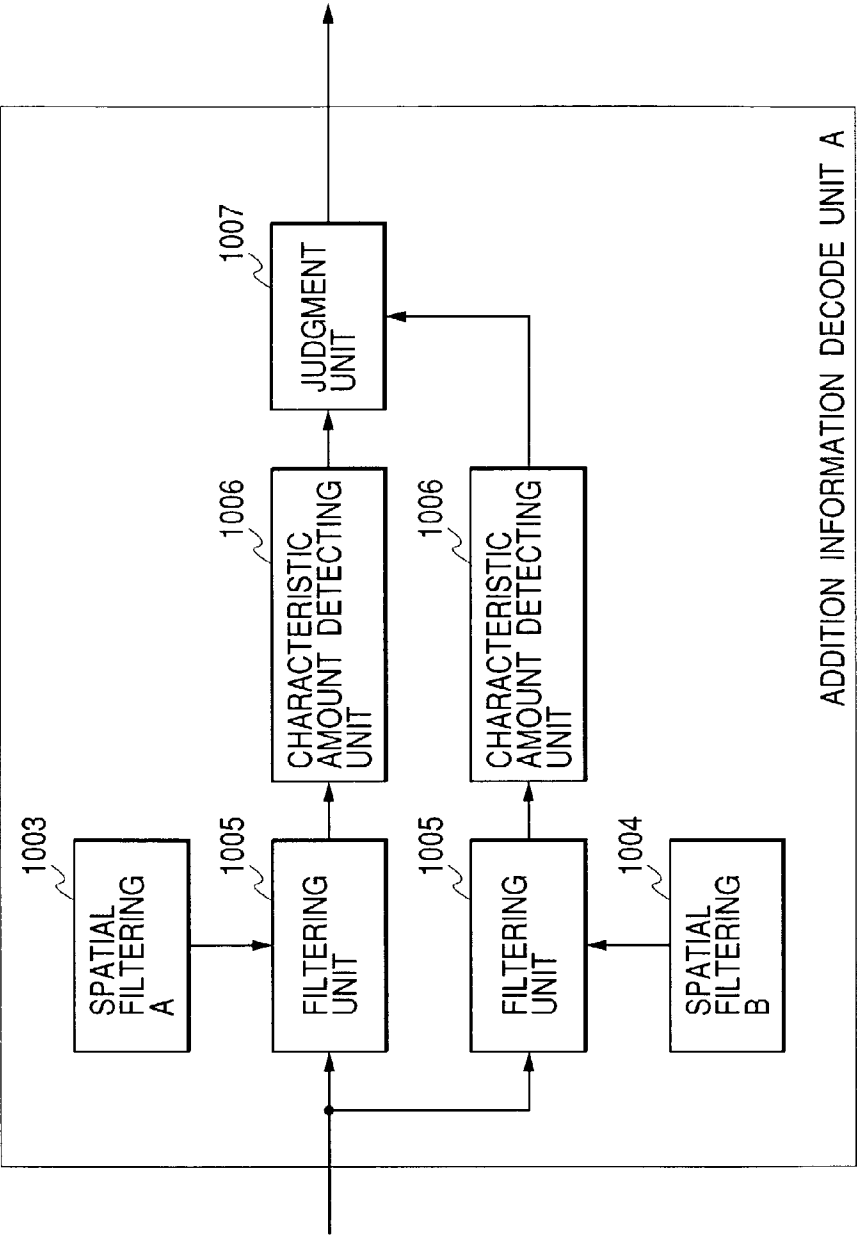 1003
SPATIAL
FILTERING
A
1005
FILTERING
UNIT
1006
CHARACTERISTIC
AMOUNT DETECTING
UNIT
1007
JUDGMENT
UNIT
1005
FILTERING
UNIT
1006
CHARACTERISTIC
AMOUNT DETECTING
UNIT
1004
SPATIAL
FILTERING
B
ADDITION INFORMATION DECODE UNIT A